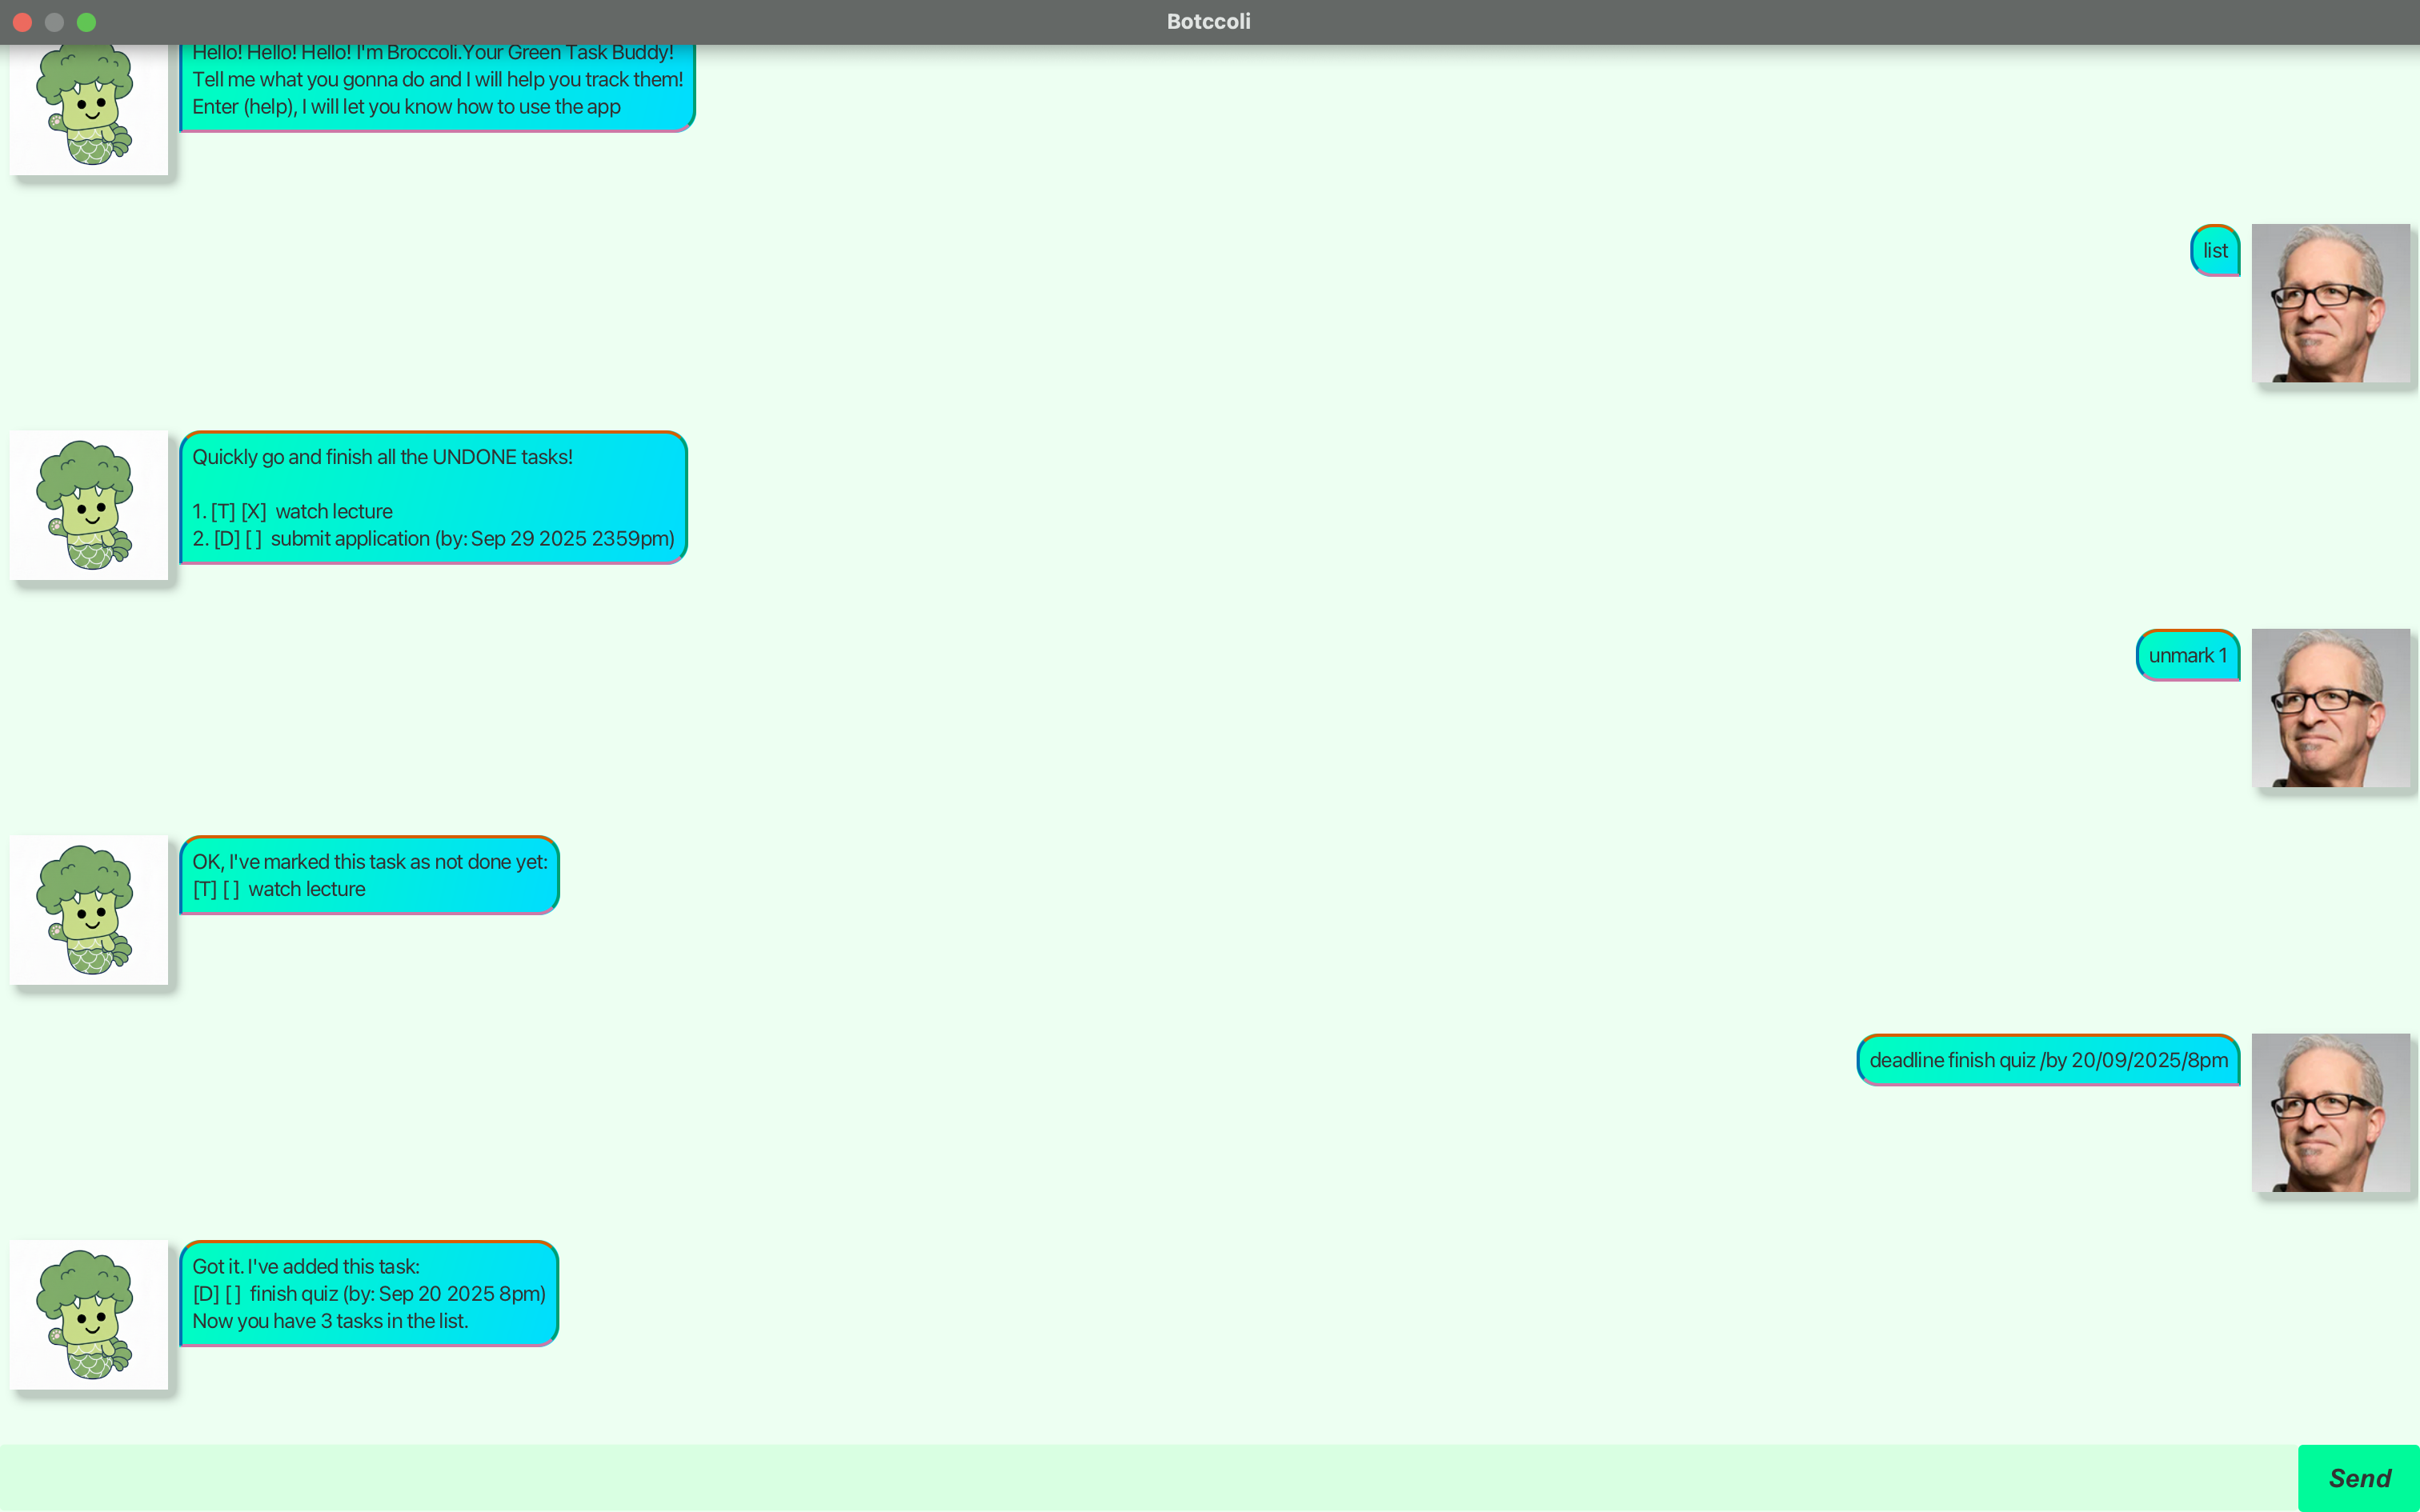 Botccoli
Hello! Hello! Hello! I'm Broccoli.Your Green Task Buddy!
Tell me what you gonna do and I will help you track them!
Enter (help), I will let you know how to use the app
list
Quickly go and finish all the UNDONE tasks!
1. [T] [X] watch lecture
2. [D] [ ] submit application (by: Sep 29 2025 2359pm)
unmark 1
OK, I've marked this task as not done yet:
[T] [ ] watch lecture
deadline finish quiz /by 20/09/2025/8pm
Got it. I've added this task:
[D] [ ] finish quiz (by: Sep 20 2025 8pm)
Now you have 3 tasks in the list.
Send